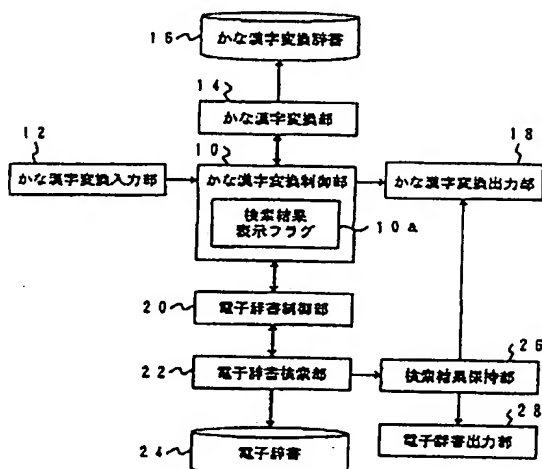 16
かな漢字変換辞書
14
かな漢字変換部
12
10
18
かな漢字変換入力部
かな漢字変換制御部
かな漢字変換出力部
検索結果
表示フラグ
10a
20
電子辞書制御部
26
22
電子辞書検索部
検索結果保持部
28
24
電子辞書
電子辞書出力部